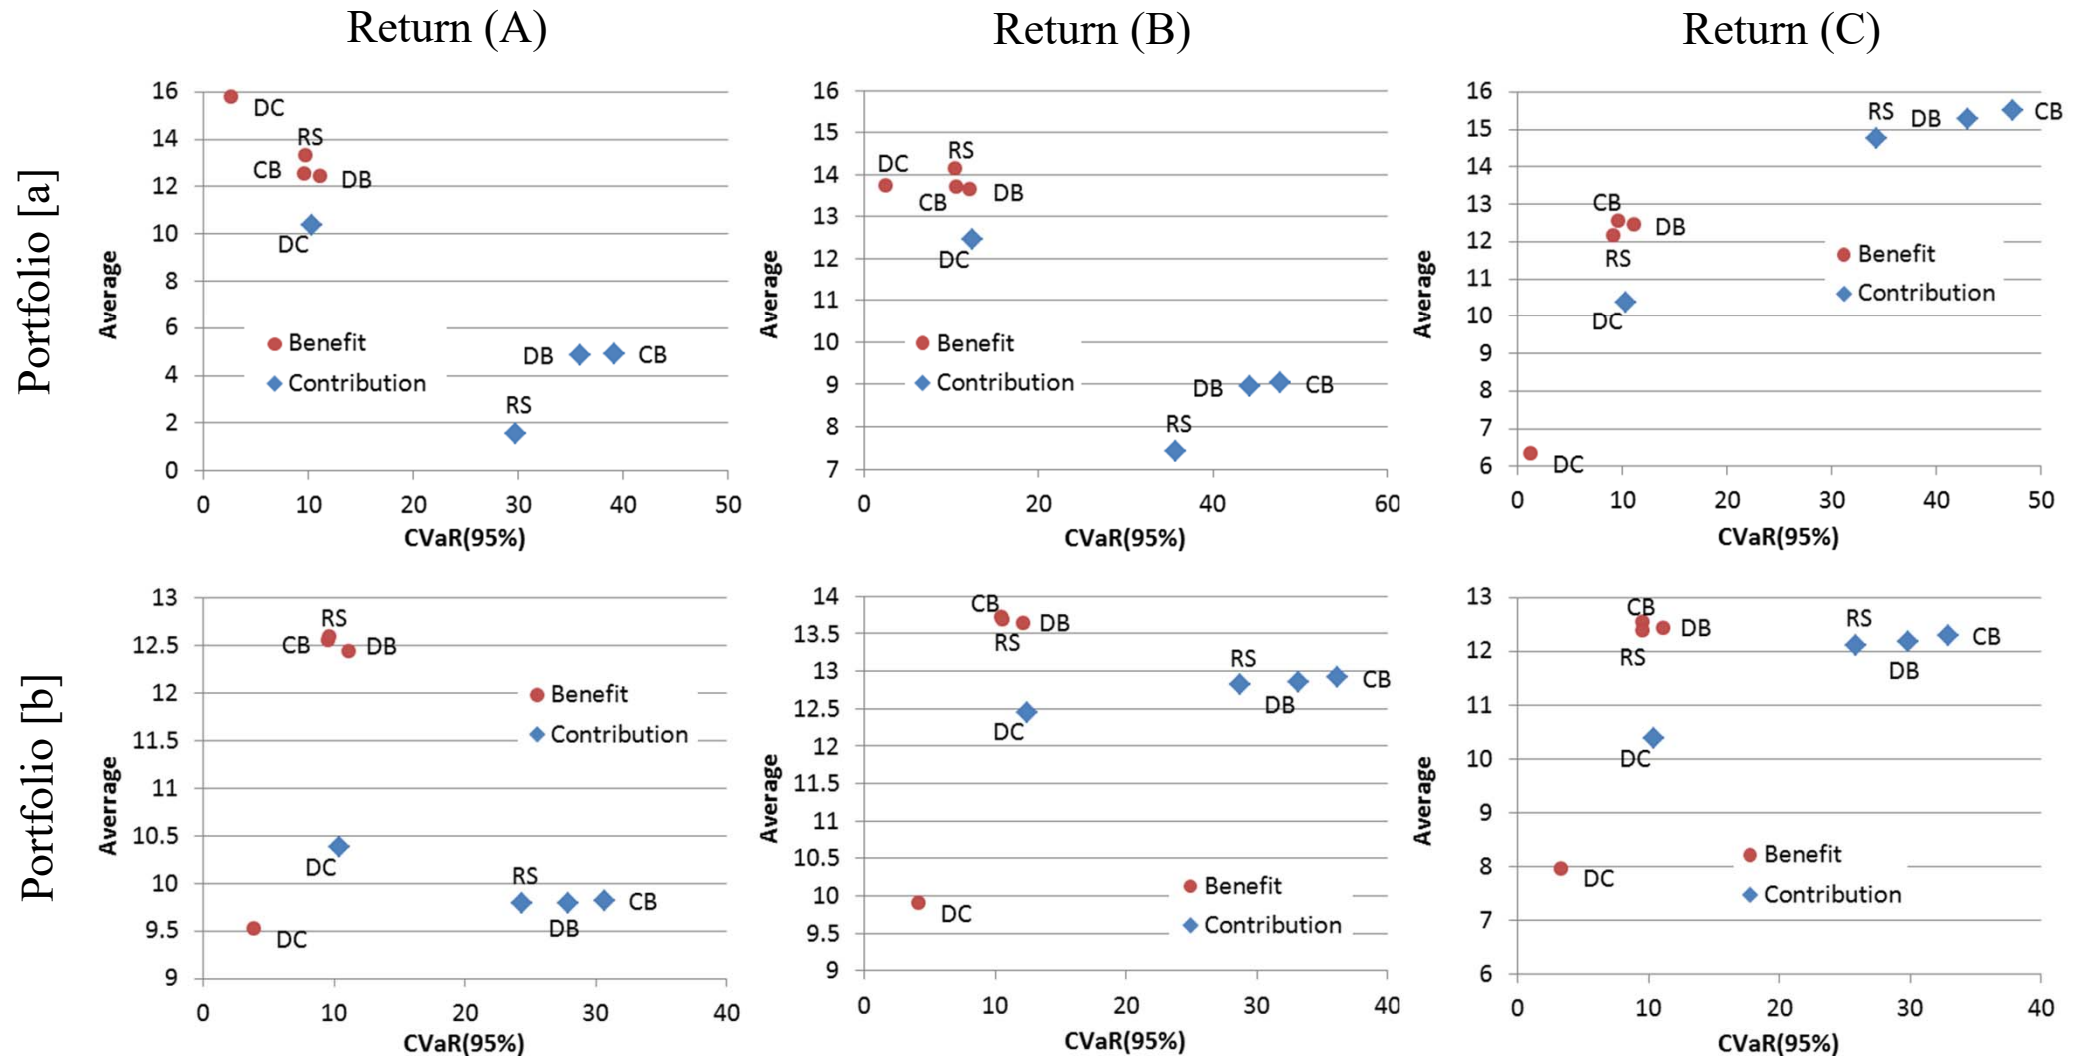 Return (A)
Return (B)
Return (C)
Portfolio [a]
Average
16
14
12
10
8
6
4
2
0
DC
RS
CB
DB
DC
Benefit
Contribution
DB
CB
RS
0
10
20
30
40
50
CVaR(95%)
Average
16
15
14
13
12
11
10
9
8
7
DC
RS
CB
DB
DC
Benefit
Contribution
DB
CB
RS
0
20
40
60
CVaR(95%)
Average
16
15
14
13
12
11
10
9
8
7
6
RS
DB
CB
CB
DB
RS
DC
Benefit
Contribution
DC
0
10
20
30
40
50
CVaR(95%)
Portfolio [b]
Averrage
13
12.5
12
11.5
11
10.5
10
9.5
9
RS
CB
DB
Benefit
Contribution
DC
RS
CB
DB
DC
0
10
20
30
40
CVaR(95%)
Average
14
13.5
13
12.5
12
11.5
11
10.5
10
9.5
9
CB
DB
RS
RS
CB
DB
DC
Benefit
Contribution
DC
0
10
20
30
40
CVaR(95%)
Average
13
12
11
10
9
8
7
6
CB
DB
RS
RS
CB
DB
DC
Benefit
Contribution
DC
0
10
20
30
40
CVaR(95%)